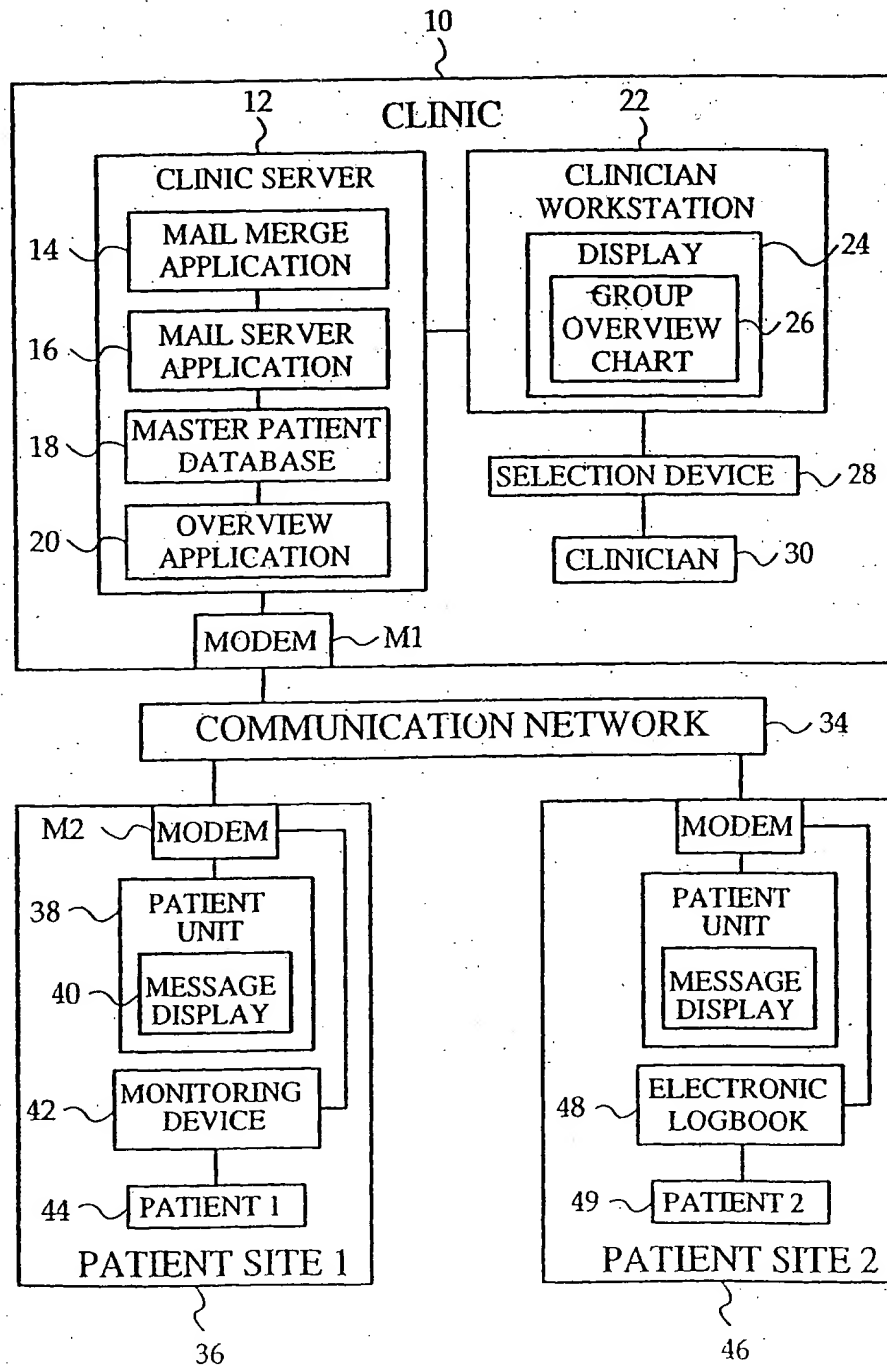 10
12
CLINIC
22
CLINIC SERVER
14
MAIL MERGE
APPLICATION
16
MAIL SERVER
APPLICATION
18
MASTER PATIENT
DATABASE
20
OVERVIEW
APPLICATION
CLINICIAN
WORKSTATION
DISPLAY
24
GROUP
OVERVIEW
CHART
26
SELECTION DEVICE
28
CLINICIAN
30
MODEM
M1
COMMUNICATION NETWORK
34
M2
MODEM
38
PATIENT
UNIT
40
MESSAGE
DISPLAY
42
MONITORING
DEVICE
44
PATIENT 1
PATIENT SITE 1
36
MODEM
PATIENT
UNIT
MESSAGE
DISPLAY
48
ELECTRONIC
LOGBOOK
49
PATIENT 2
PATIENT SITE 2
46